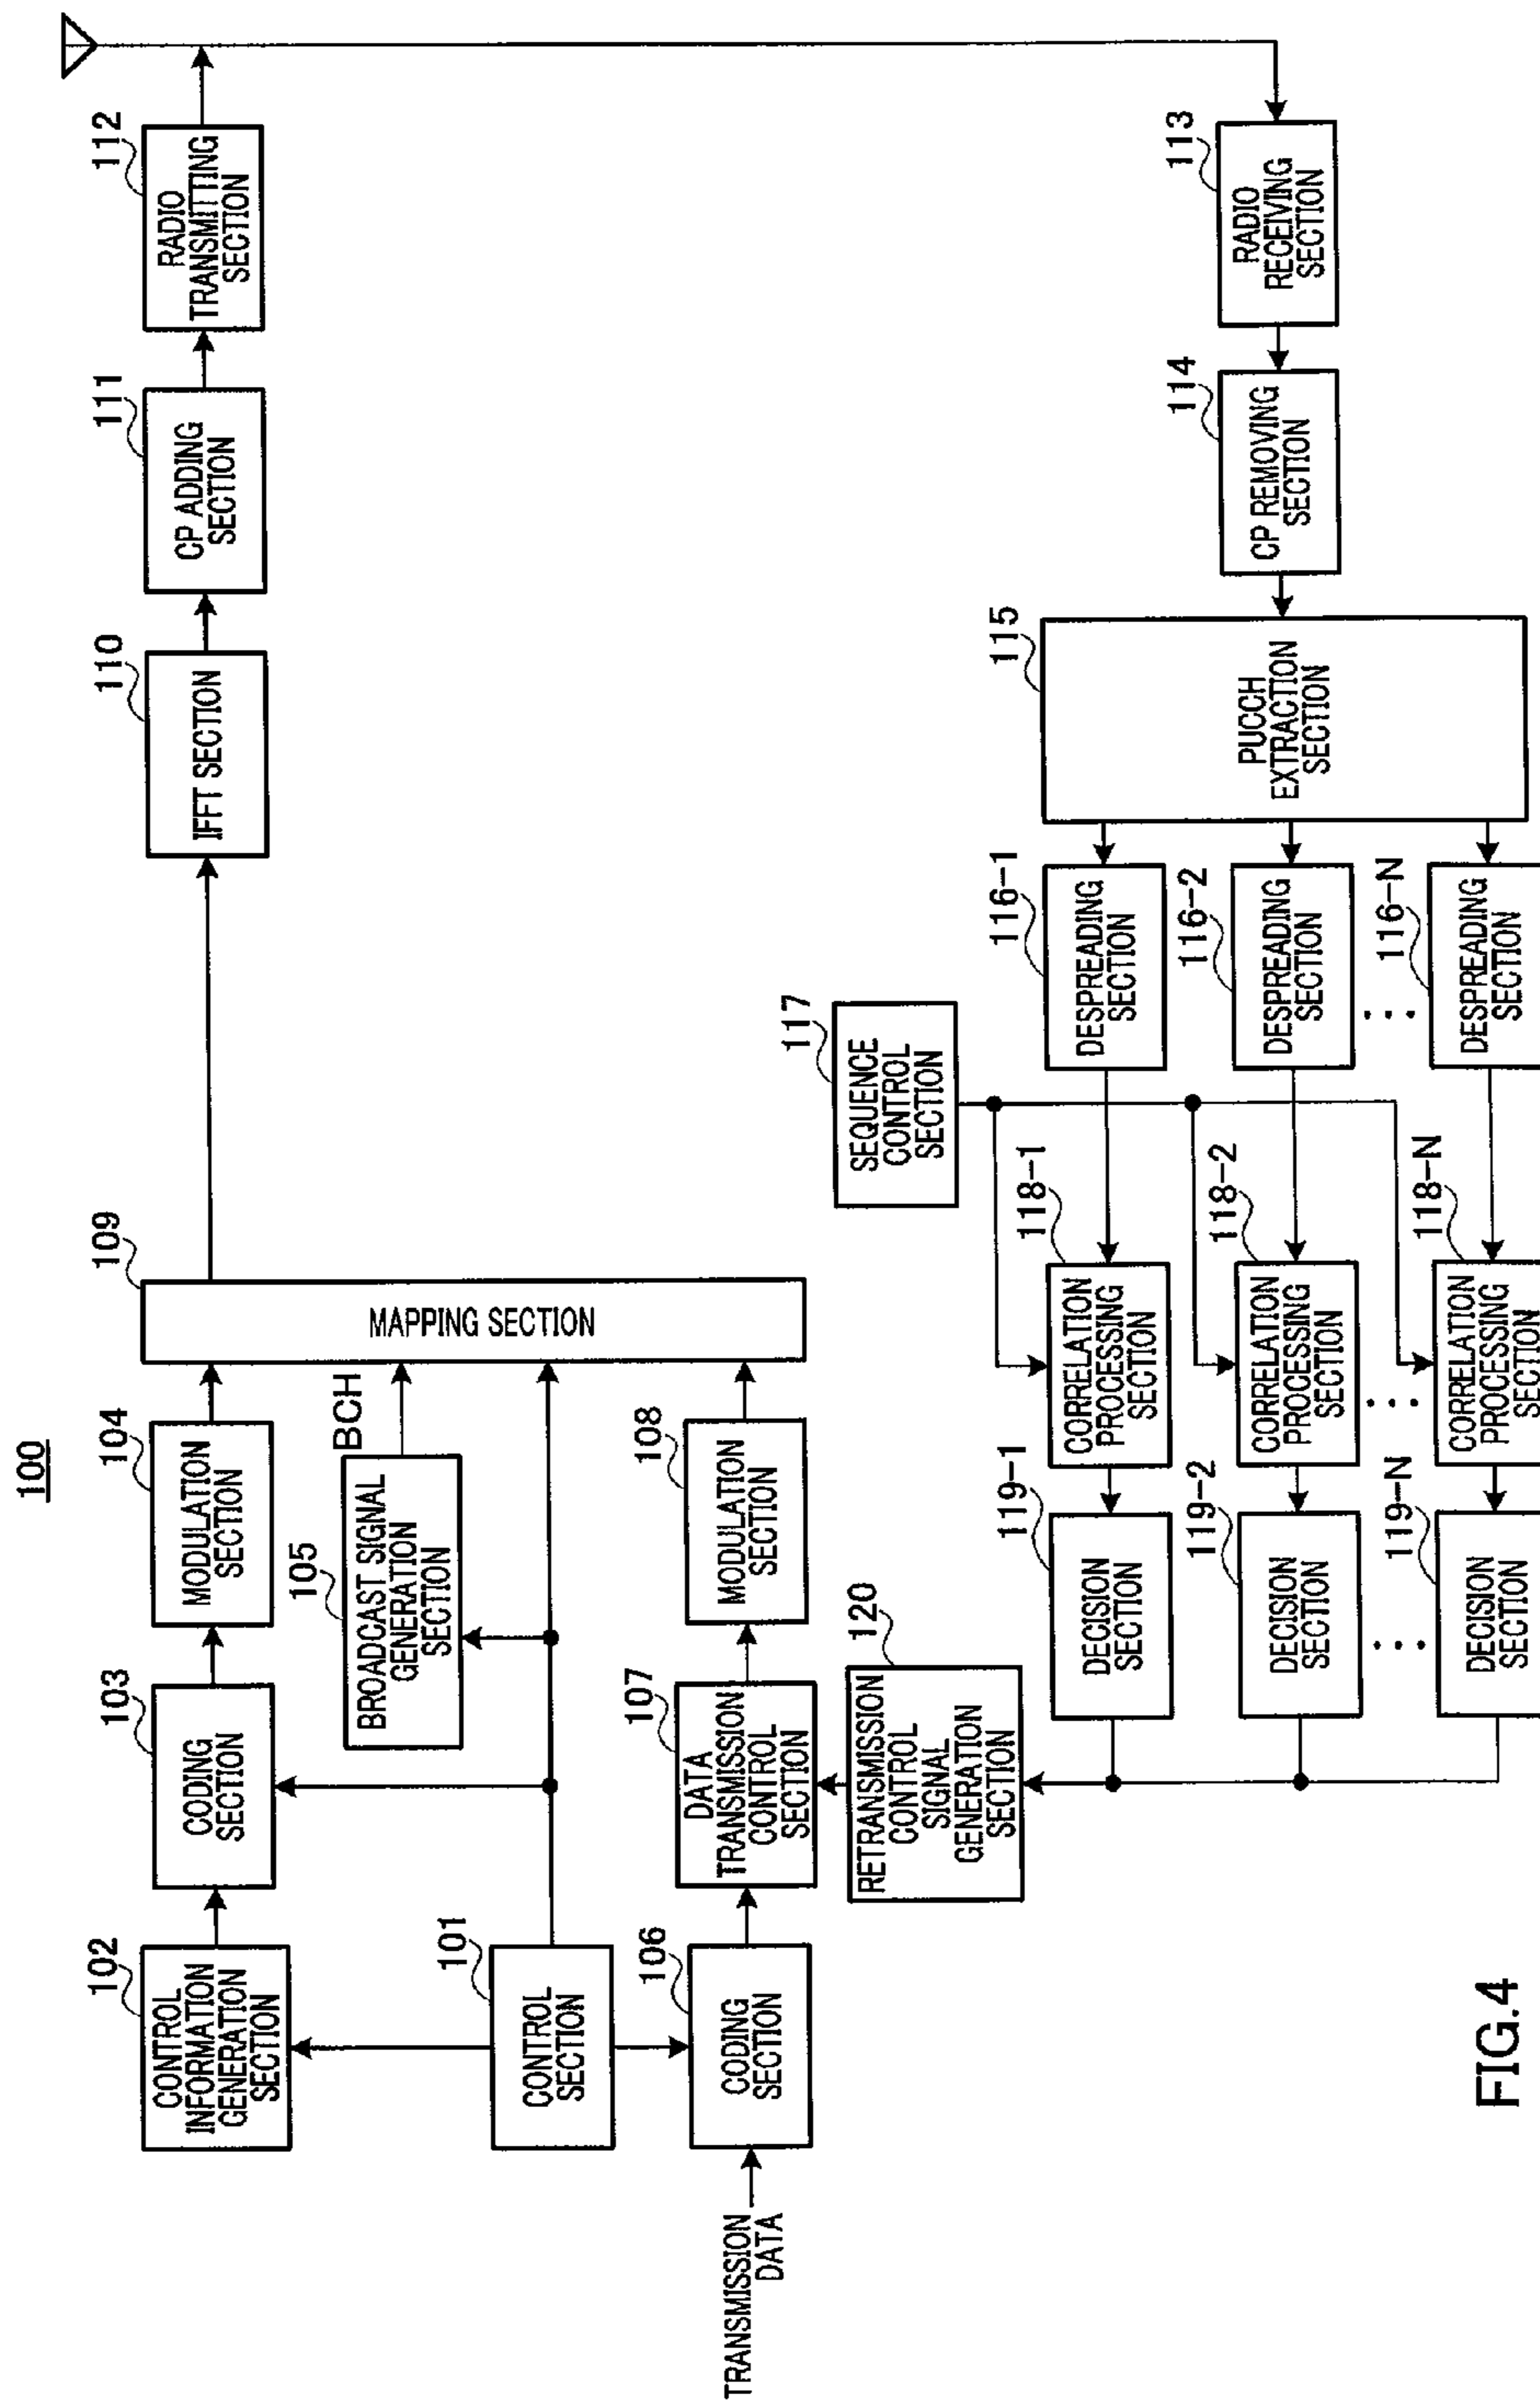 100
102
CONTROL
INFORMATION
GENERATION
SECTION
103
CODING
SECTION
104
MODULATION
SECTION
109
MAPPING SECTION
110
IFFT SECTION
111
CP ADDING
SECTION
112
RADIO
TRANSMITTING
SECTION
105
BROADCAST SIGNAL
GENERATION
SECTION
BCH
101
CONTROL
SECTION
TRANSMISSION
DATA
106
CODING
SECTION
107
DATA
TRANSMISSION
CONTROL
SECTION
108
MODULATION
SECTION
120
RETRANSMISSION
CONTROL
SIGNAL
GENERATION
SECTION
117
SEQUENCE
CONTROL
SECTION
119-1
DECISION
SECTION
118-1
CORRELATION
PROCESSING
SECTION
116-1
DESPREADING
SECTION
115
PUCCH
EXTRACTION
SECTION
114
CP REMOVING
SECTION
113
RADIO
RECEIVING
SECTION
119-2
DECISION
SECTION
118-2
CORRELATION
PROCESSING
SECTION
116-2
DESPREADING
SECTION
119-N
DECISION
SECTION
118-N
CORRELATION
PROCESSING
SECTION
116-N
DESPREADING
SECTION
FIG.4